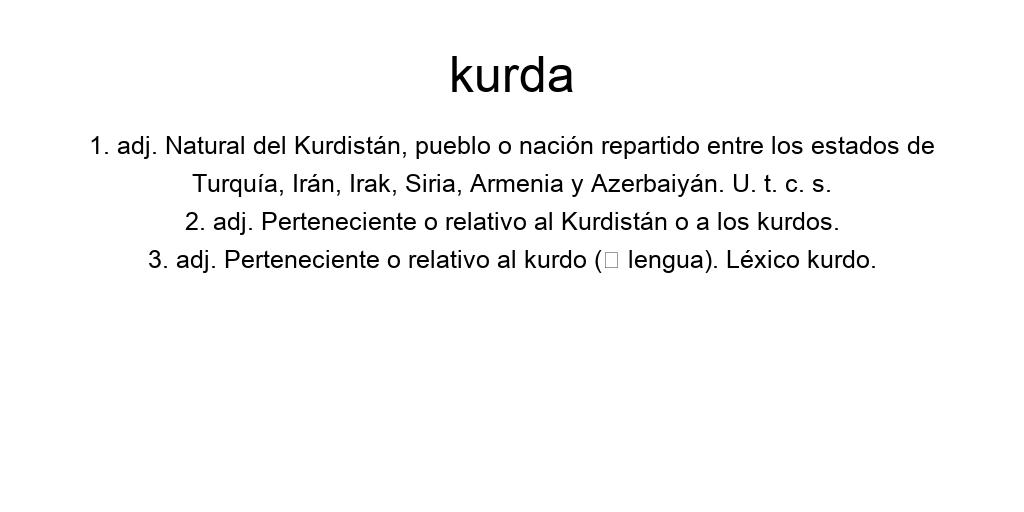 kurda
1. adj. Natural del Kurdistán, pueblo o nación repartido entre los estados de
Turquía, Irán, Irak, Siria, Armenia y Azerbaiyán. U. t. c. s.
2. adj. Perteneciente o relativo al Kurdistán o a los kurdos.
3. adj. Perteneciente o relativo al kurdo (□ lengua). Léxico kurdo.